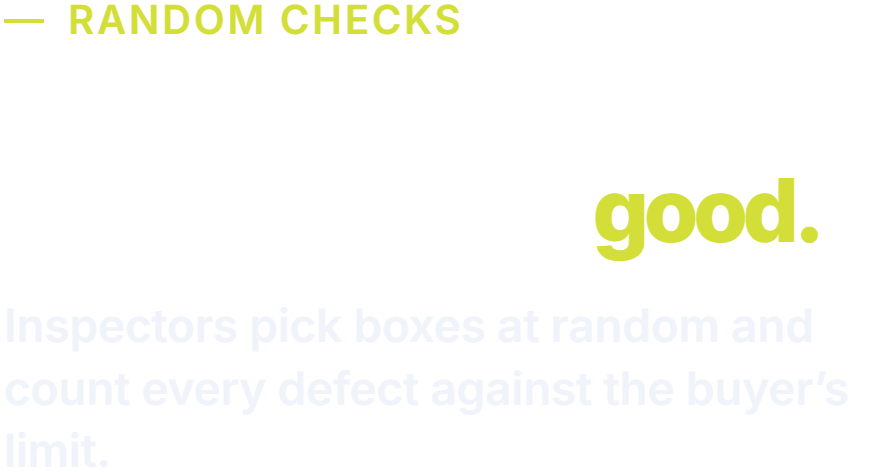 — RANDOM CHECKS
good.
Inspectors pick boxes at random and
count every defect against the buyer’s
limit.